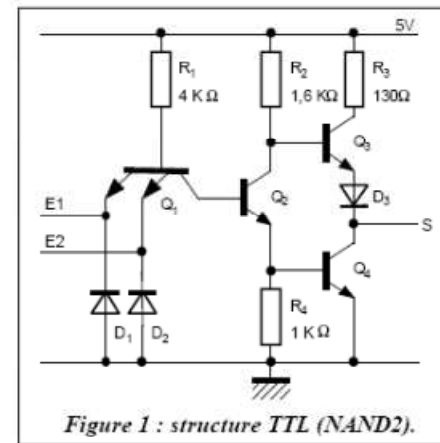 5V
R1 R2 R3
4 KΩ 1,6 KΩ 130Ω
Q3
E1 Q1 Q2 D3
S
E2 Q4
R4
D1 D2 1 KΩ
Figure 1 : structure TTL (NAND2).